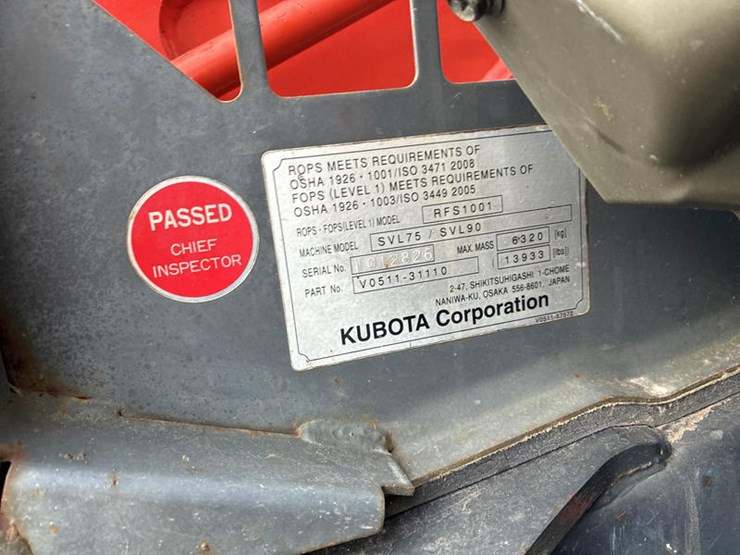 PASSED
CHIEF
INSPECTOR
ROPS MEETS REQUIREMENTS OF
OSHA 1926・1001/ISO 3471 2008
FOPS (LEVEL 1) MEETS REQUIREMENTS OF
OSHA 1926・1003/ISO 3449 2005
ROPS・FOPS(LEVEL 1) MODEL RFS1001
MACHINE MODEL SVL75 / SVL90
SERIAL No. MAX. MASS 6320 [kg]
13933 [lbs]
PART No. V0511-31110
2-47, SHIKITSUHIGASHI 1-CHOME
NANIWA-KU, OSAKA 556-8601, JAPAN
KUBOTA Corporation